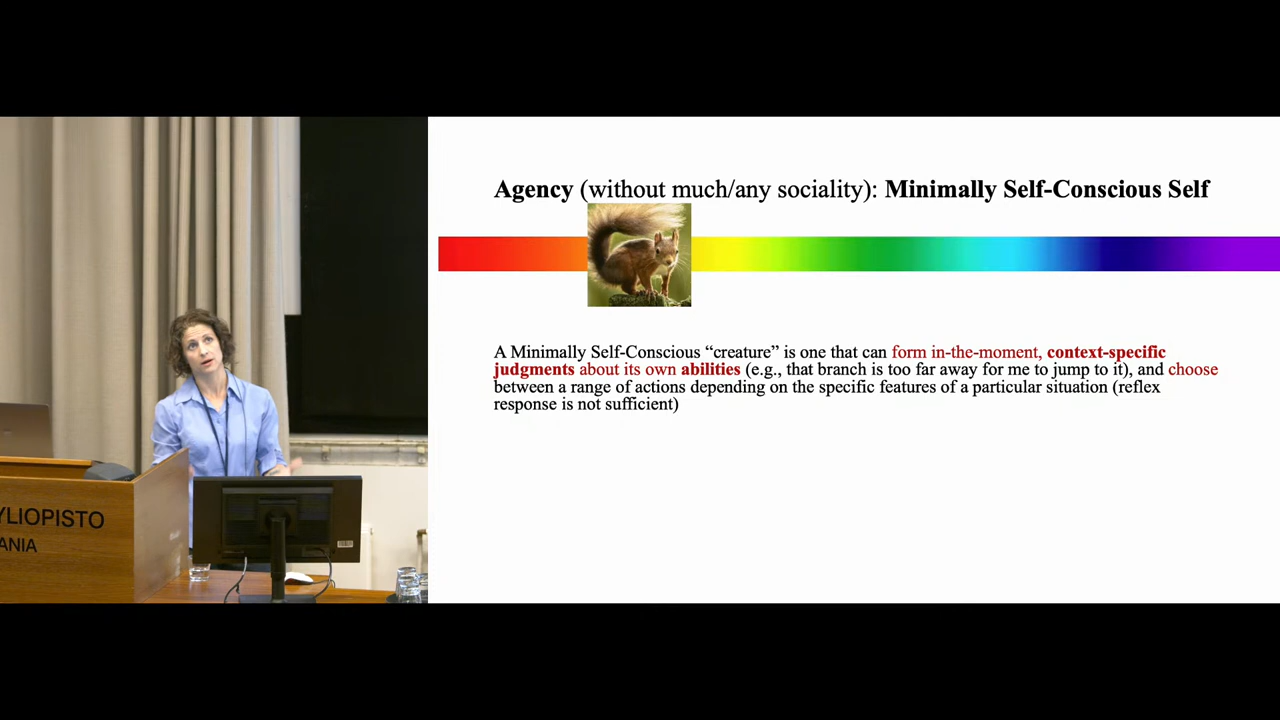 Agency (without much/any sociality): Minimally Self-Conscious Self
A Minimally Self-Conscious “creature” is one that can form in-the-moment, context-specific
judgments about its own abilities (e.g., that branch is too far away for me to jump to it), and choose
between a range of actions depending on the specific features of a particular situation (reflex
response is not sufficient)
YLIOPISTO
ANIA